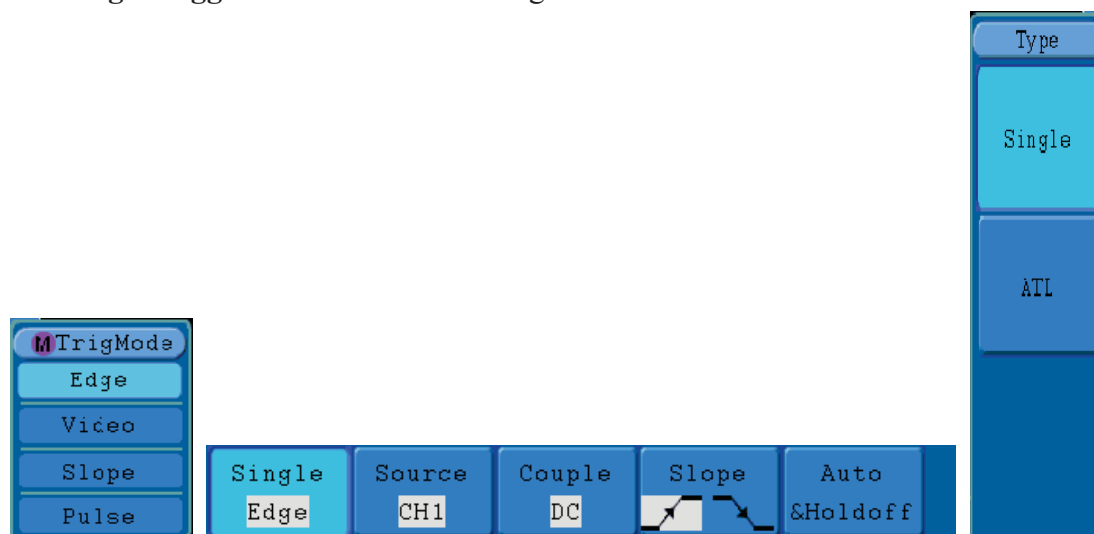 Type
Single
ATL
M TrigMode
Edge
Video
Slope
Pulse
Single Source Couple Slope Auto
Edge CH1 DC &Holdoff